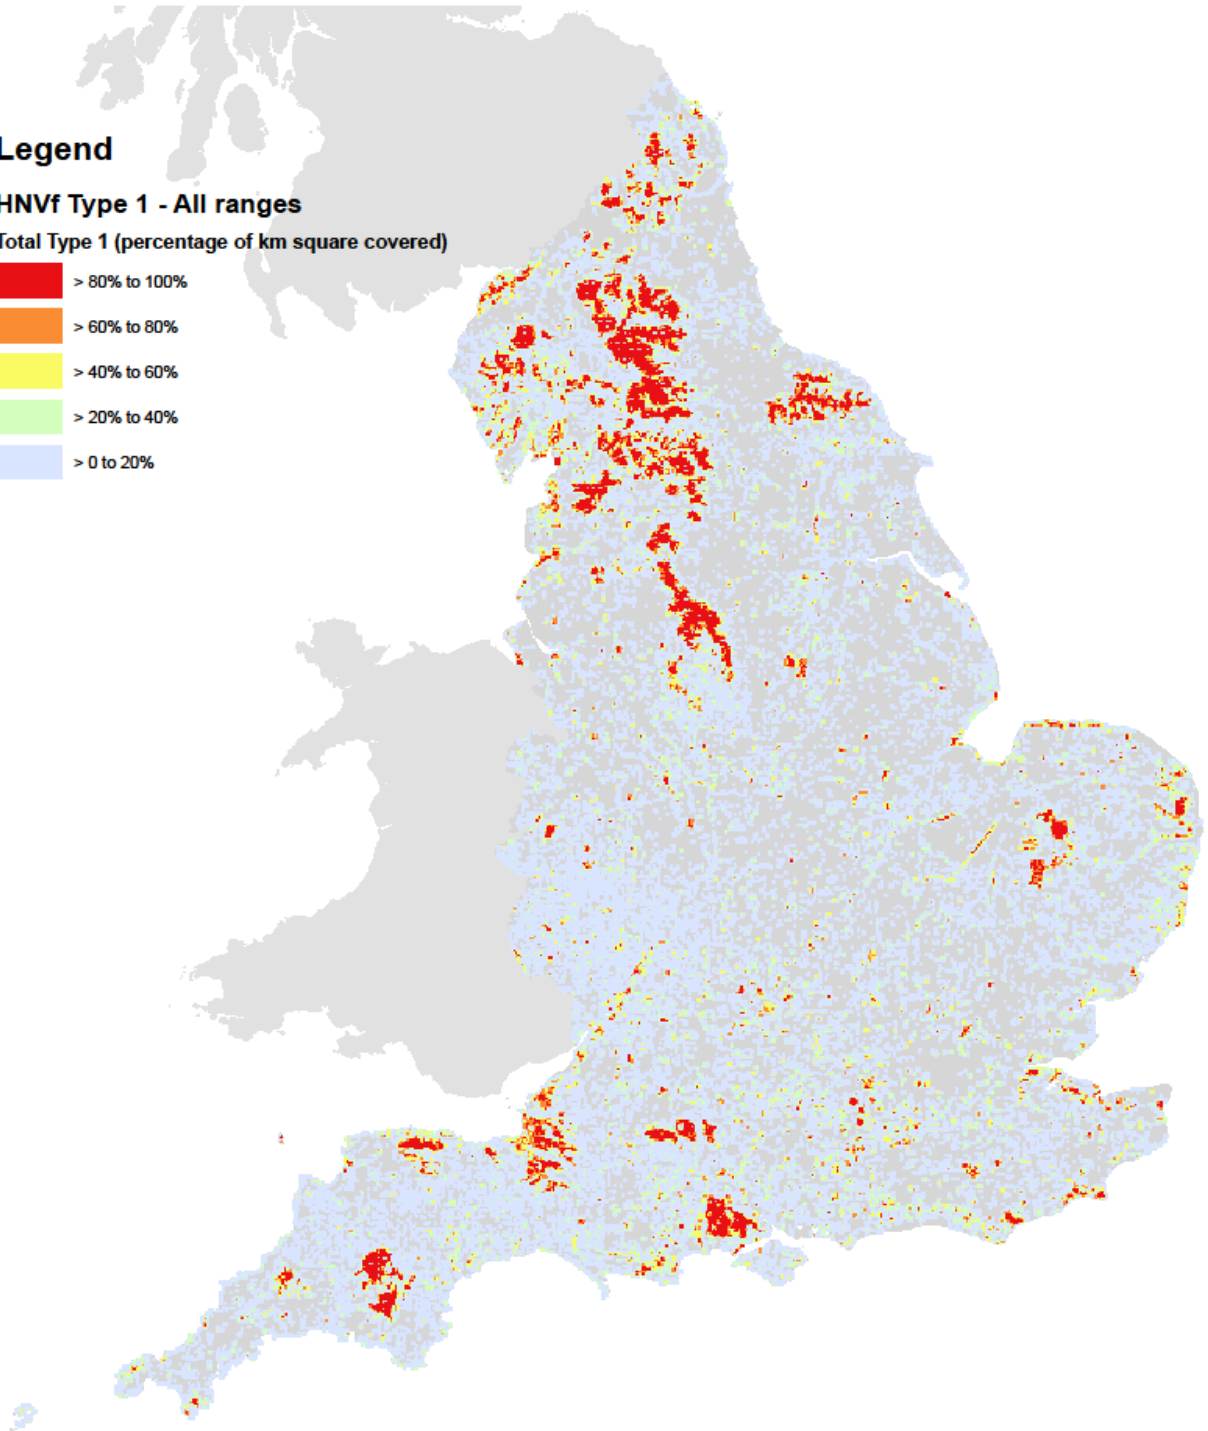 Legend
HNVf Type 1 - All ranges
Total Type 1 (percentage of km square covered)
> 80% to 100%
> 60% to 80%
> 40% to 60%
> 20% to 40%
> 0 to 20%